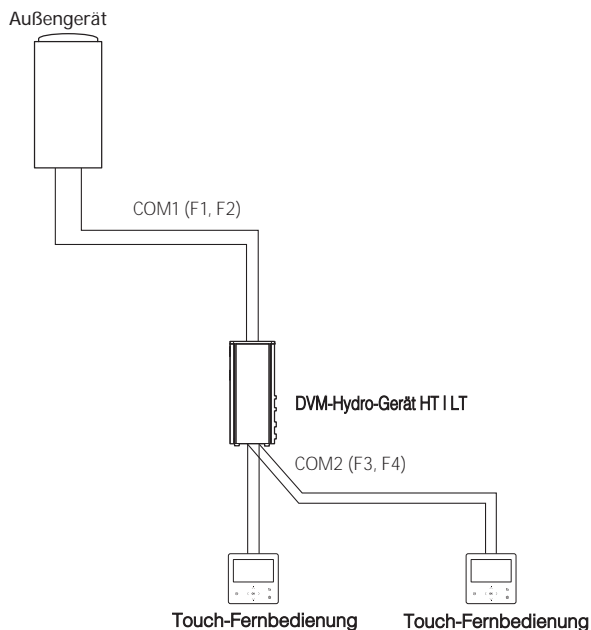 Außengerät
COM1 (F1, F2)
DVM-Hydro-Gerät HT l LT
COM2 (F3, F4)
Touch-Fernbedienung
Touch-Fernbedienung